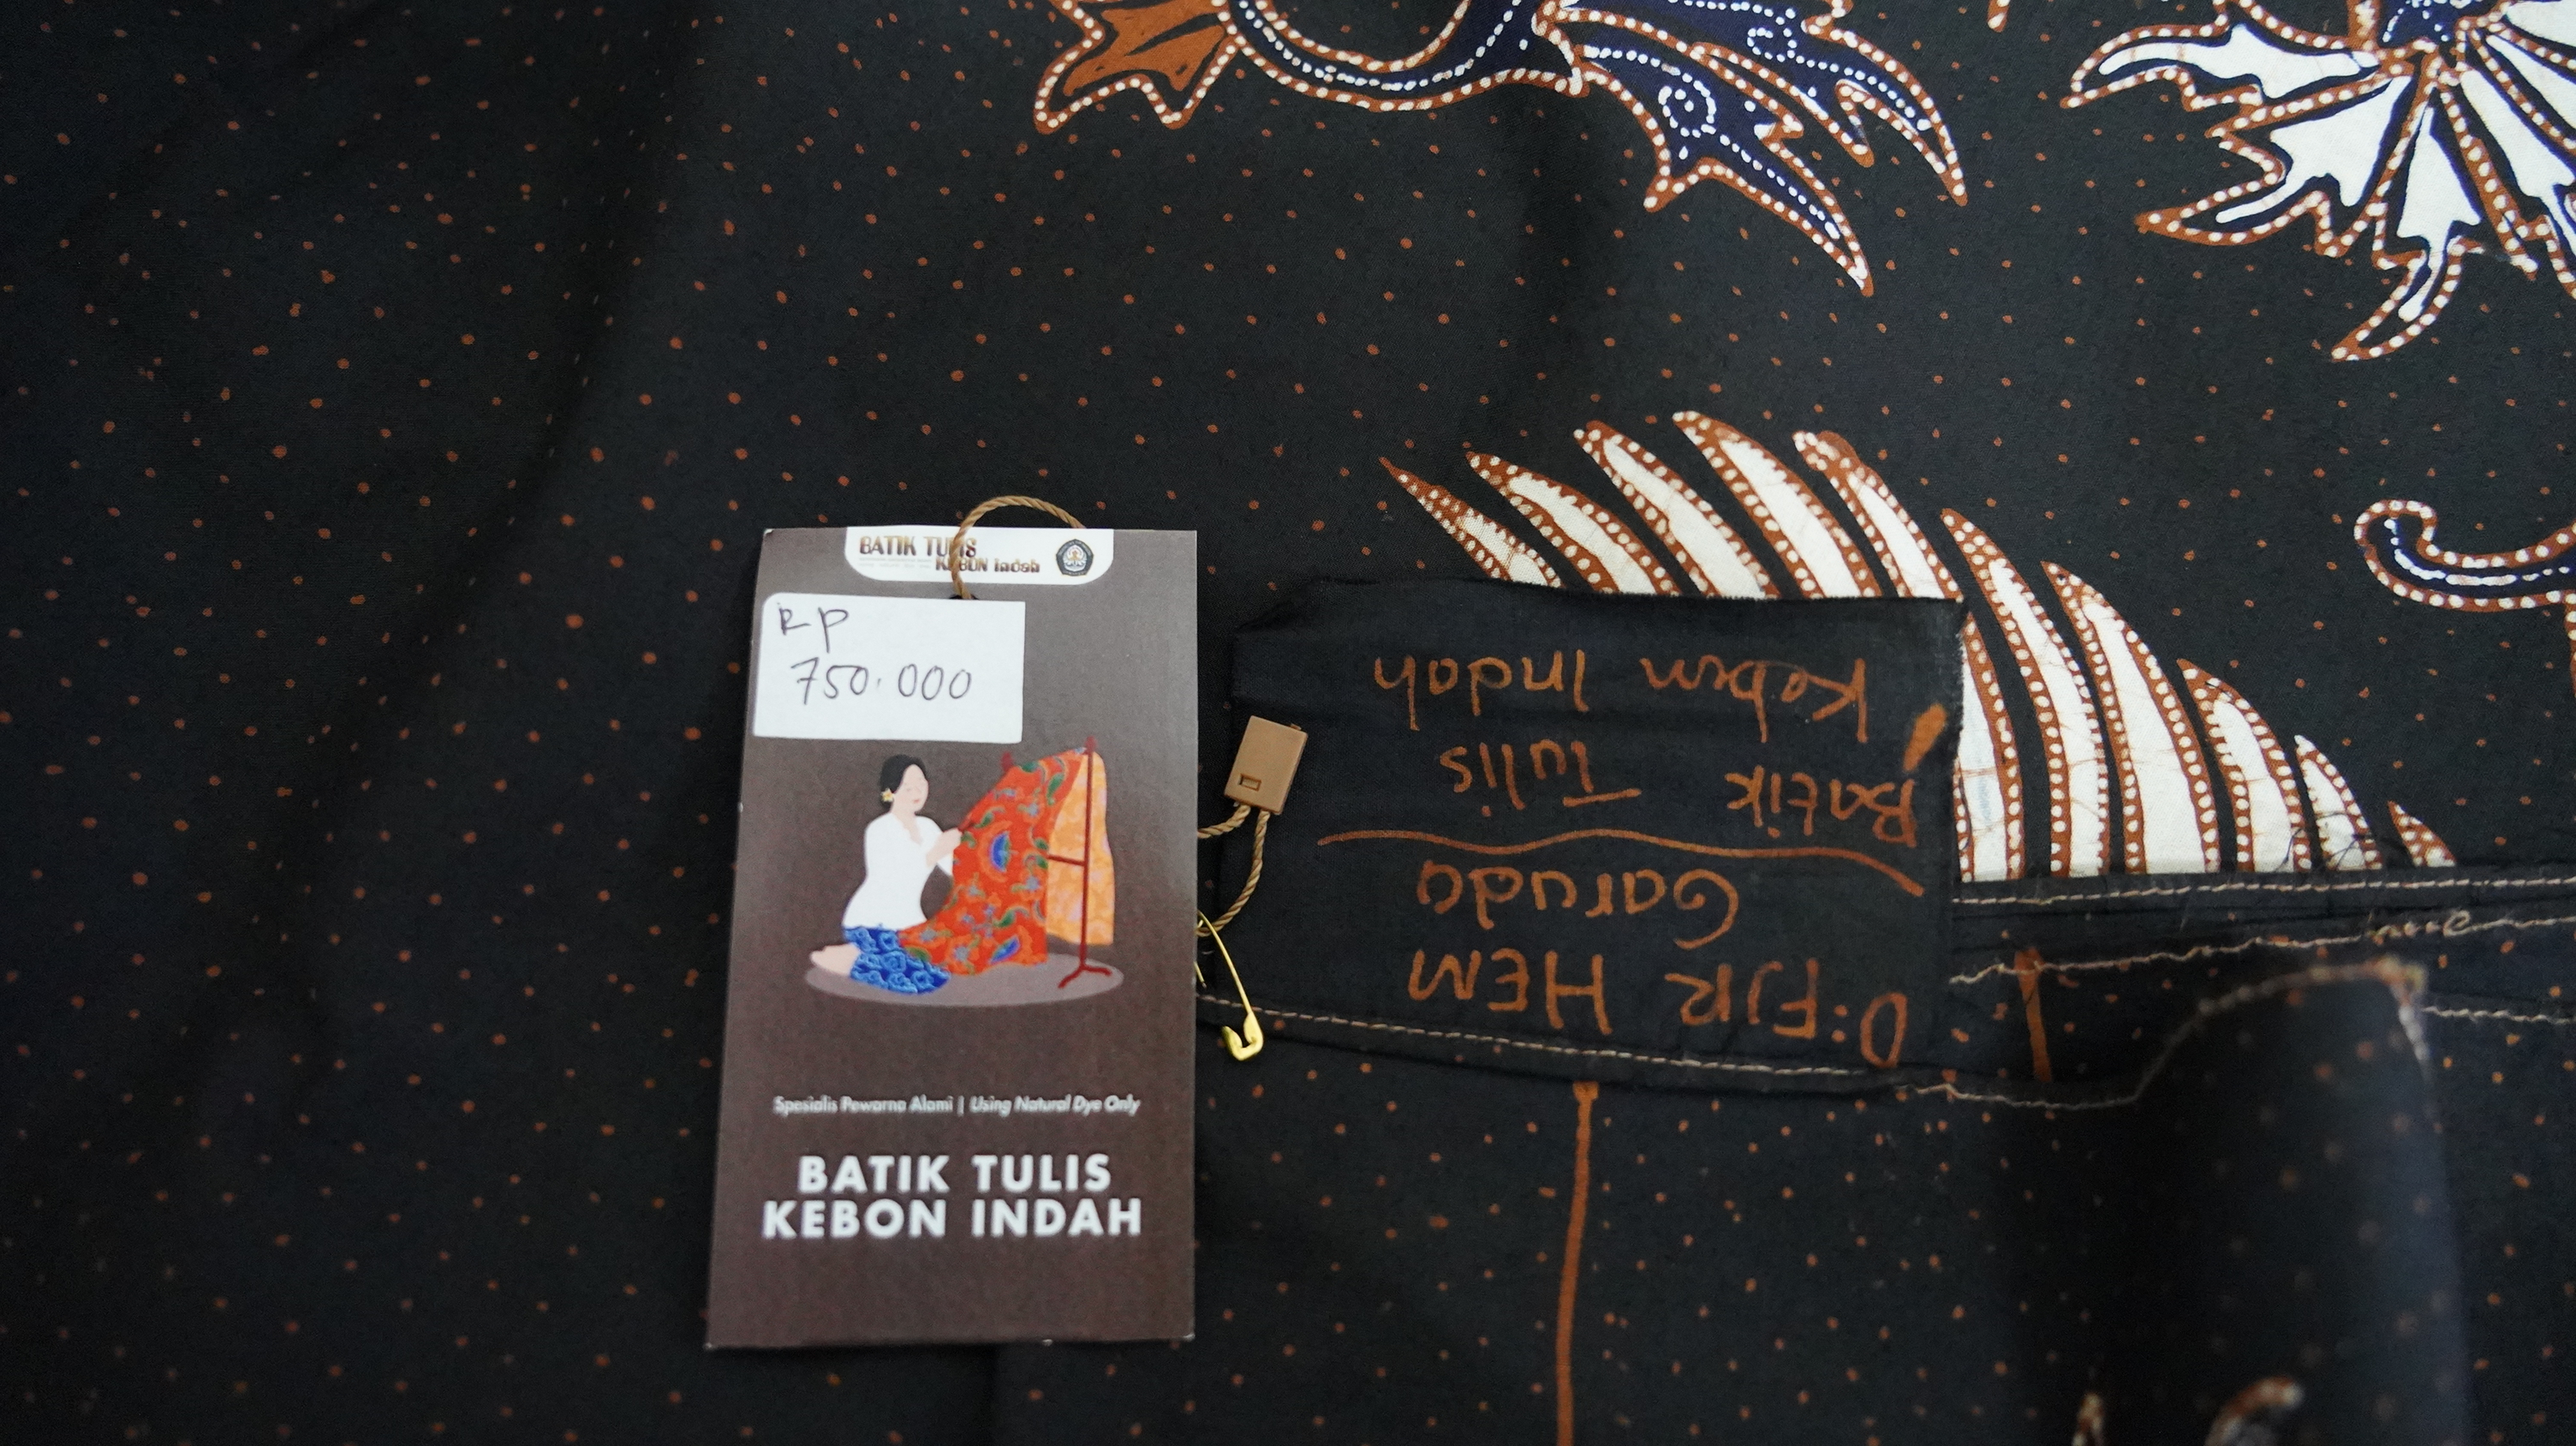 BATIK TULIS
KEBON indah
RP
750.000
Spesialis Pewarna Alami | Using Natural Dye Only
BATIK TULIS
KEBON INDAH
D:FJR HEM
Garuda
Batik Tulis
Kebon Indah